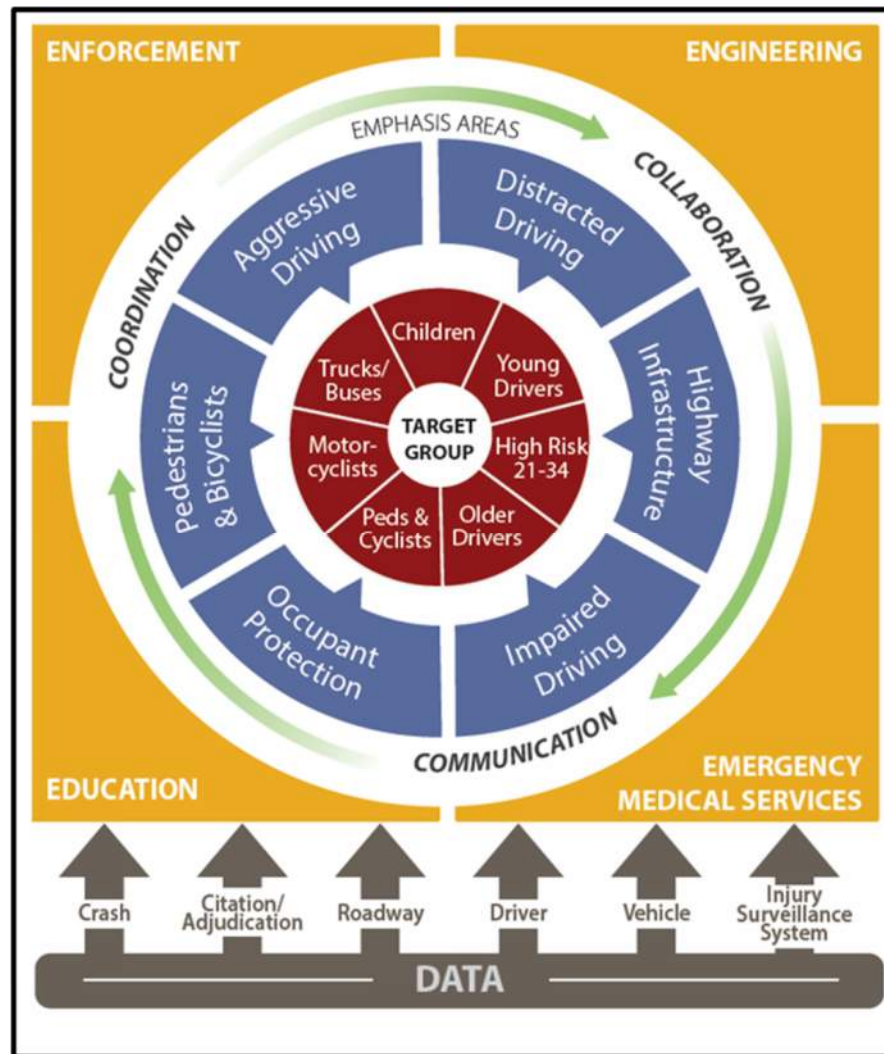 ENFORCEMENT
ENGINEERING
EMPHASIS AREAS
COORDINATION
COLLABORATION
COMMUNICATION
Aggressive
Driving
Distracted
Driving
Highway
Infrastructure
Impaired
Driving
Occupant
Protection
Pedestrians
& Bicyclists
Children
Young
Drivers
High Risk
21-34
Older
Drivers
Peds &
Cyclists
Motor-
cyclists
Trucks/
Buses
TARGET
GROUP
EDUCATION
EMERGENCY
MEDICAL SERVICES
Crash
Citation/
Adjudication
Roadway
Driver
Vehicle
Injury
Surveillance
System
DATA